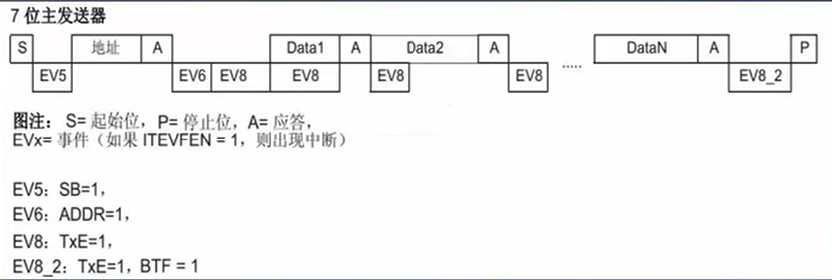 7 位主发送器
S 地址 A Data1 A Data2 A ..... DataN A P
EV5 EV6 EV8 EV8 EV8 EV8 EV8_2
图注： S= 起始位，P= 停止位，A= 应答，
EVx= 事件（如果 ITEVFEN = 1，则出现中断）
EV5：SB=1，
EV6：ADDR=1，
EV8：TxE=1，
EV8_2：TxE=1，BTF = 1